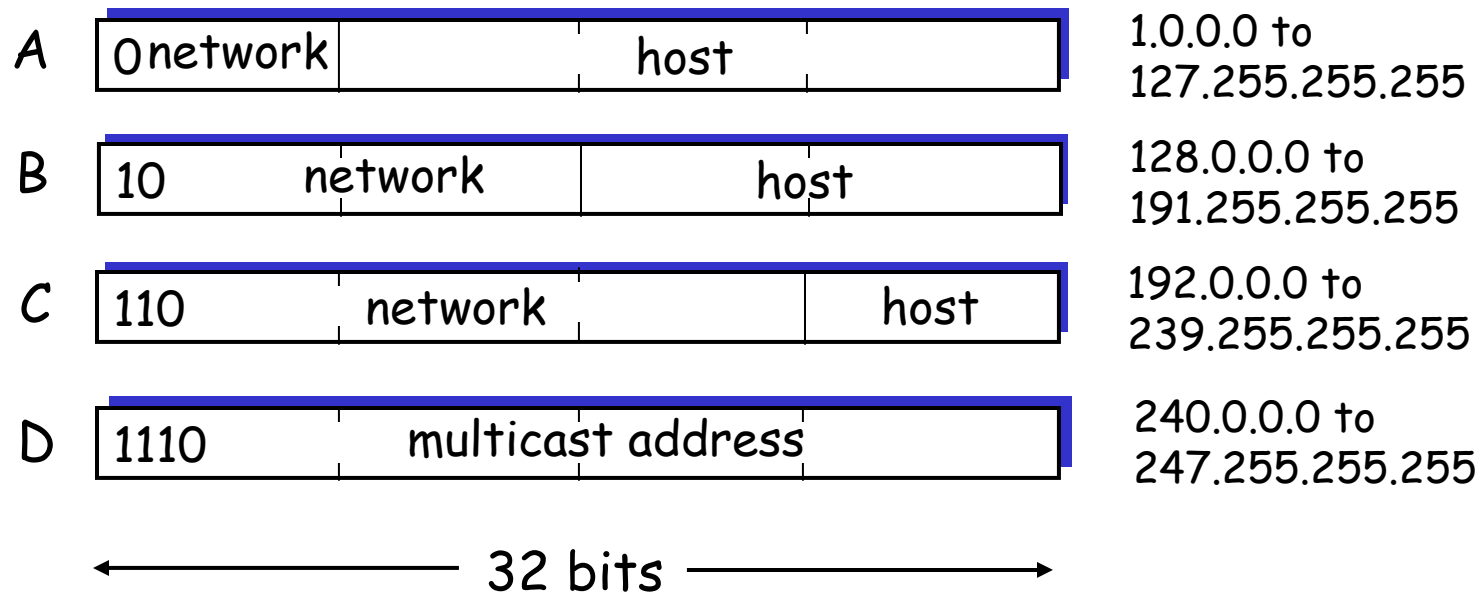 A 0 network host 1.0.0.0 to
127.255.255.255
B 10 network host 128.0.0.0 to
191.255.255.255
C 110 network host 192.0.0.0 to
239.255.255.255
D 1110 multicast address 240.0.0.0 to
247.255.255.255
32 bits